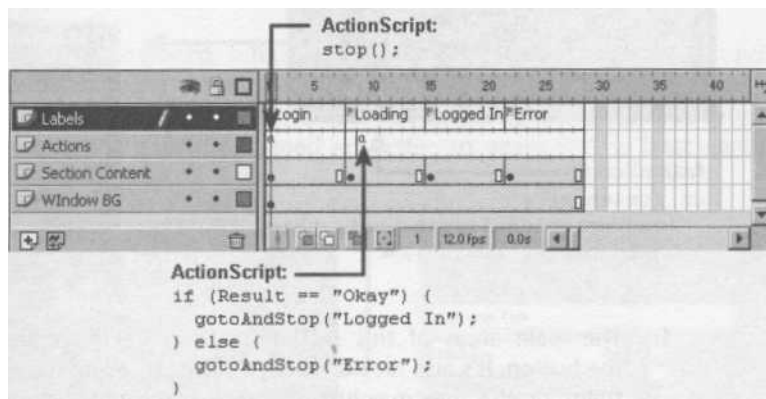 ActionScript:
stop();
5 10 15 20 25 30 35 40
Labels
Login Loading Logged In Error
Actions
a a
Section Content
WIndow BG
1 12.0 fps 0.0s
ActionScript:
if (Result == "Okay") {
gotoAndStop("Logged In");
} else {
gotoAndStop("Error");
}